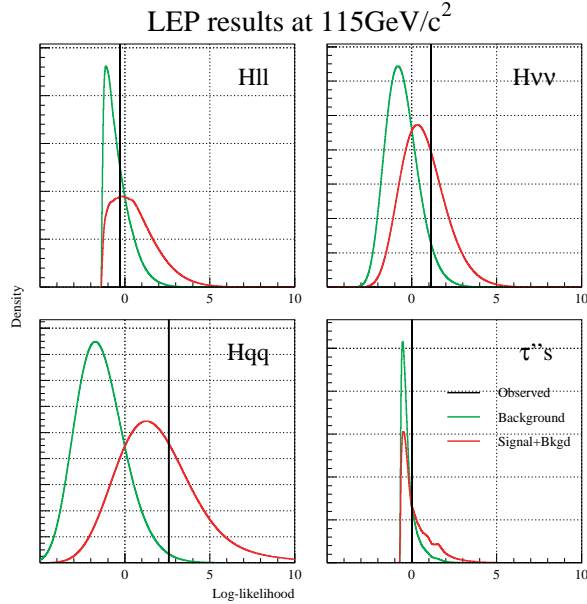 LEP results at 115GeV/c²
Hll
Hνν
0
5
10
0
5
10
Density
Hqq
τ''s
Observed
Background
Signal+Bkgd
0
5
10
0
5
10
Log-likelihood